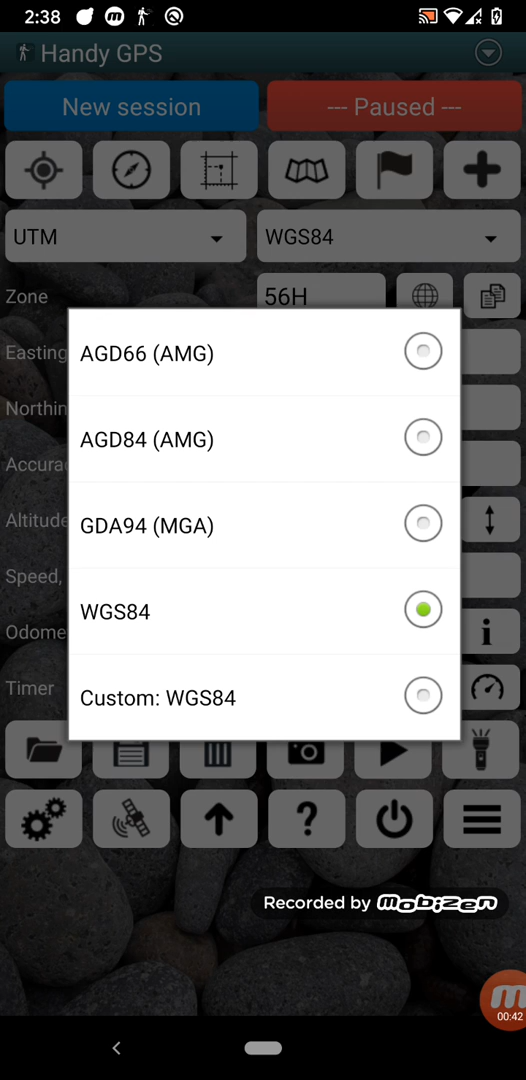 2:38
Handy GPS
New session
--- Paused ---
UTM
WGS84
Zone
56H
Easting
Northin
Accura
Altitude
Speed,
Odome
Timer
AGD66 (AMG)
AGD84 (AMG)
GDA94 (MGA)
WGS84
Custom: WGS84
Recorded by MOBIZEN
00:42